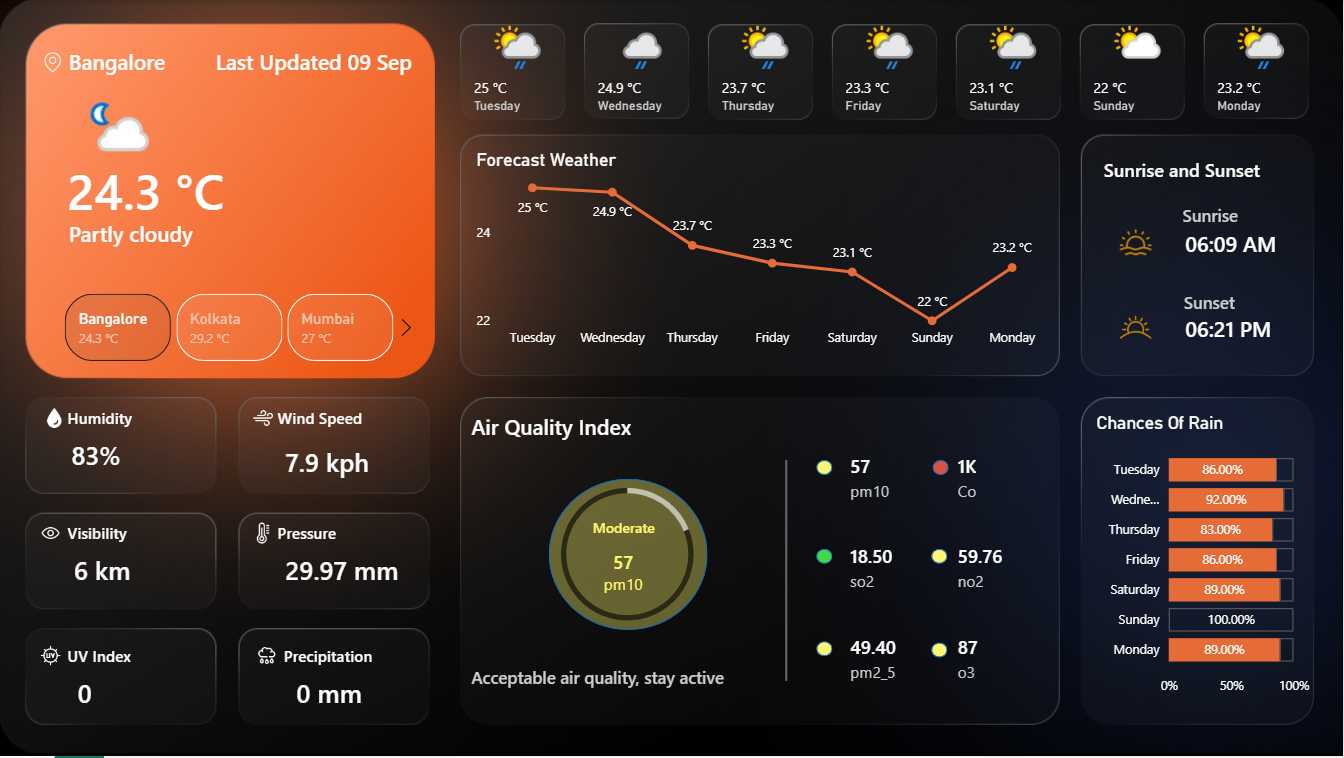 Bangalore
Last Updated 09 Sep
24.3 °C
Partly cloudy
Bangalore
24.3 °C
Kolkata
29.2 °C
Mumbai
27 °C
25 °C
Tuesday
24.9 °C
Wednesday
23.7 °C
Thursday
23.3 °C
Friday
23.1 °C
Saturday
22 °C
Sunday
23.2 °C
Monday
Forecast Weather
24
22
25 °C
24.9 °C
23.7 °C
23.3 °C
23.1 °C
22 °C
23.2 °C
Tuesday
Wednesday
Thursday
Friday
Saturday
Sunday
Monday
Sunrise and Sunset
Sunrise
06:09 AM
Sunset
06:21 PM
Humidity
83%
Wind Speed
7.9 kph
Visibility
6 km
Pressure
29.97 mm
UV
UV Index
0
Precipitation
0 mm
Air Quality Index
Moderate
57
pm10
Acceptable air quality, stay active
57
pm10
1K
Co
18.50
so2
59.76
no2
49.40
pm2_5
87
o3
Chances Of Rain
Tuesday 86.00%
Wedne... 92.00%
Thursday 83.00%
Friday 86.00%
Saturday 89.00%
Sunday 100.00%
Monday 89.00%
0% 50% 100%